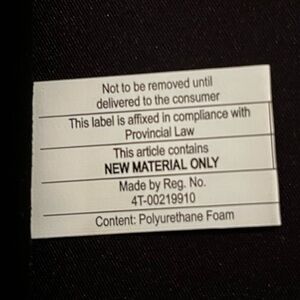 Not to be removed until
delivered to the consumer
This label is affixed in compliance with
Provincial Law
This article contains
NEW MATERIAL ONLY
Made by Reg. No.
4T-00219910
Content: Polyurethane Foam